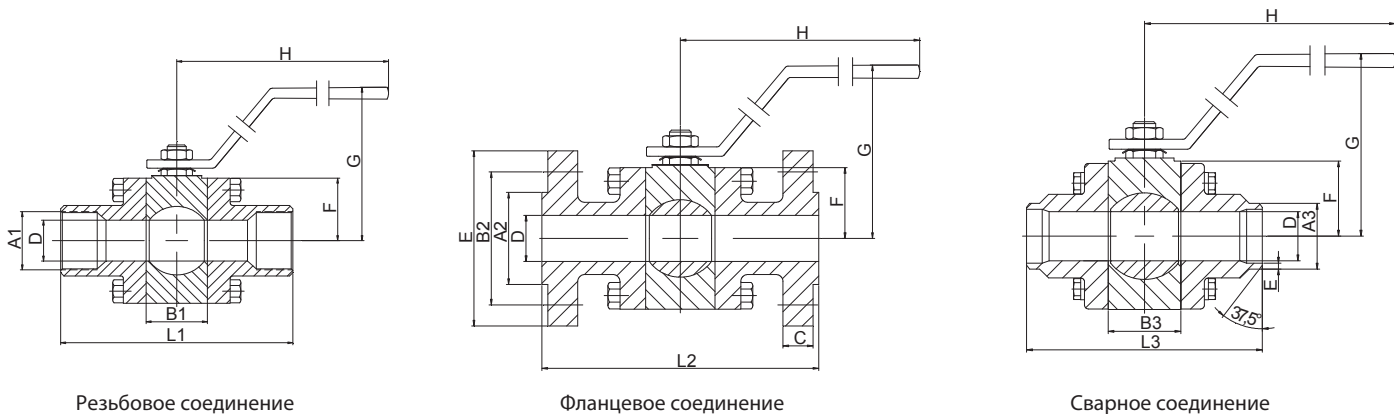 H
G
F
A1
D
B1
L1
Резьбовое соединение
H
G
F
E
B2
A2
D
C
L2
Фланцевое соединение
H
G
F
A3
D
E
37,5°
B3
L3
Сварное соединение